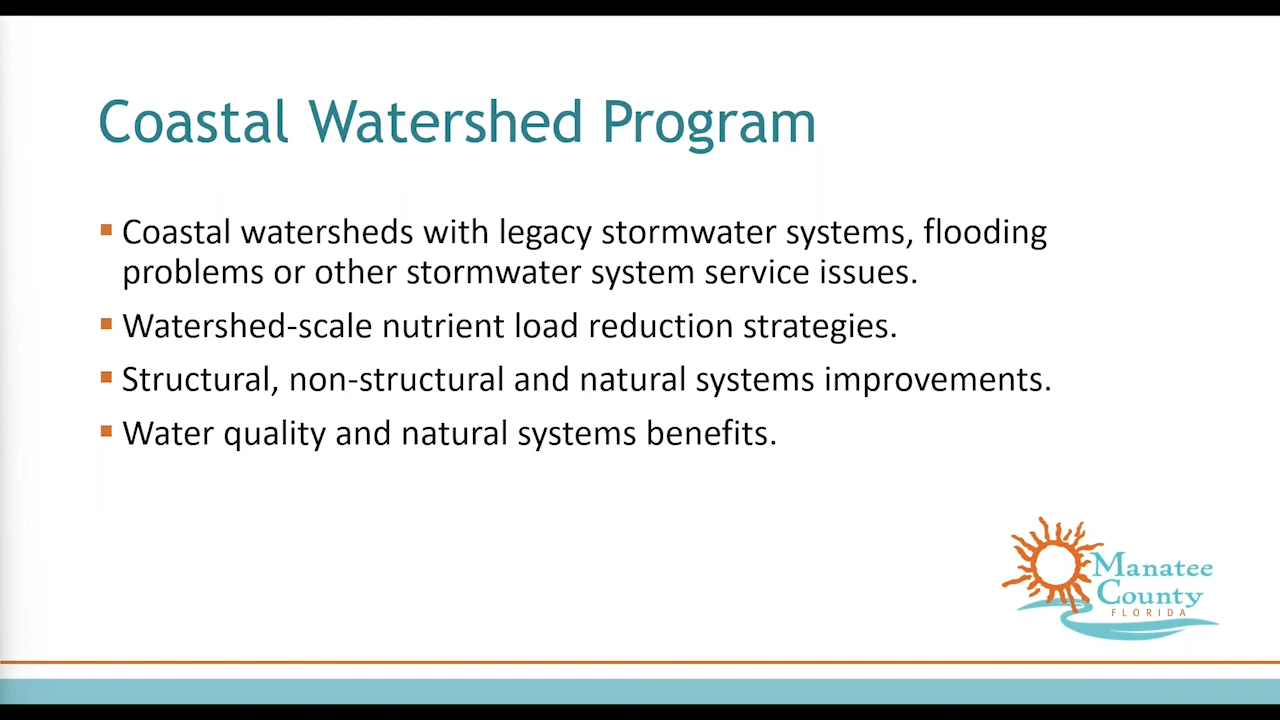 Coastal Watershed Program
▪ Coastal watersheds with legacy stormwater systems, flooding
problems or other stormwater system service issues.
▪ Watershed-scale nutrient load reduction strategies.
▪ Structural, non-structural and natural systems improvements.
▪ Water quality and natural systems benefits.
Manatee
County
FLORIDA